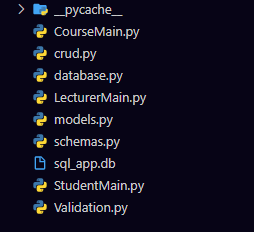 __pycache__
CourseMain.py
crud.py
database.py
LecturerMain.py
models.py
schemas.py
sql_app.db
StudentMain.py
Validation.py